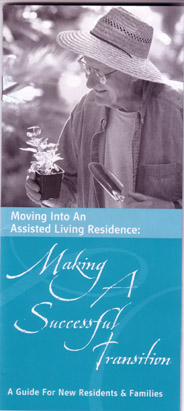 Moving Into An
Assisted Living Residence:
Making
A
Successful
Transition
A Guide For New Residents & Families